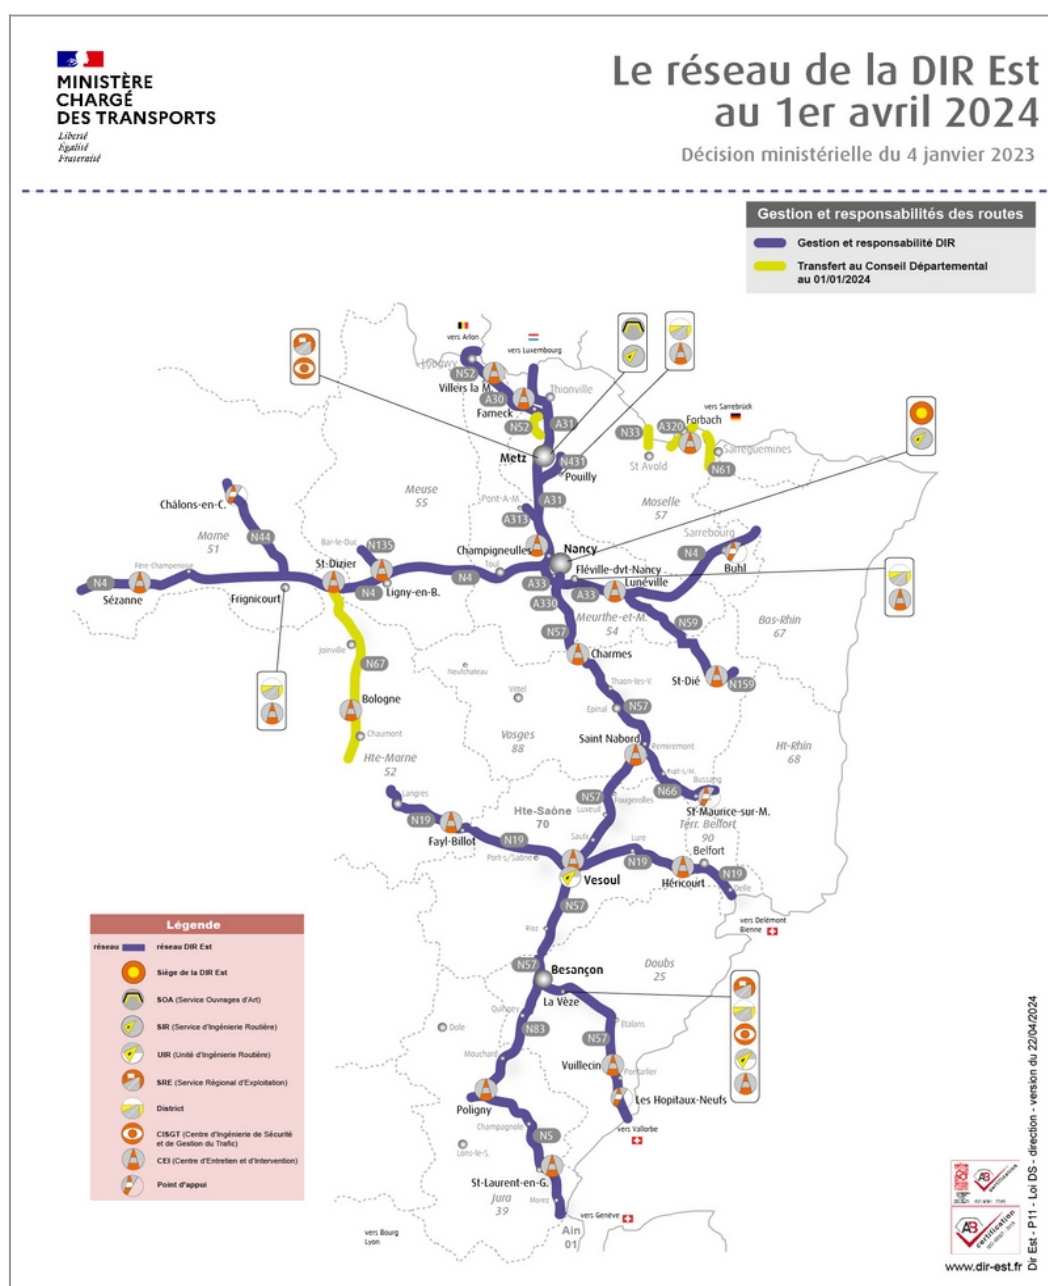 MINISTÈRE
CHARGÉ
DES TRANSPORTS
Liberté
Égalité
Fraternité
Le réseau de la DIR Est
au 1er avril 2024
Décision ministérielle du 4 janvier 2023
Gestion et responsabilités des routes
Gestion et responsabilité DIR
Transfert au Conseil Départemental
au 01/01/2024
vers Arlon
vers Luxembourg
Longwy
N52
Villers la M.
A30
Thionville
Fameck
N52
A31
vers Sarrebrück
Forbach
A320
N33
Sarreguemines
St Avold
N61
Metz
N431
Pouilly
Meuse
55
Pont-A-M.
A31
Moselle
57
A313
Châlons-en-C.
Marne
51
N44
Bar-le-Duc
N135
Champigneulles
Nancy
Sarrebourg
N4
Buhl
St-Dizier
Toul
Fléville-dvt-Nancy
Lunéville
Fère-Champenoise
N4
Sézanne
Frignicourt
N4
Ligny-en-B.
N4
A33
A330
A33
Meurthe-et-M.
54
N59
Bas-Rhin
67
N57
Charmes
Joinville
N67
Neufchateau
Thaon-les-V.
St-Dié
N159
Bologne
Vittel
Epinal
N57
Chaumont
Vosges
88
Saint Nabord
Remiremont
Ht-Rhin
68
Hte-Marne
52
Rupt-s/M.
Bussang
N66
St-Maurice-sur-M.
Langres
N57
Fougerolles
Hte-Saône
70
Luxeuil
Terr. Belfort
90
N19
Fayl-Billot
N19
Saulx
Lure
Belfort
Port-s/Saône
N19
Héricourt
N19
Delle
Vesoul
N57
vers Delémont
Bienne
Rioz
N57
Besançon
Doubs
25
La Vèze
Quingey
Etalans
Dole
N83
N57
Mouchard
Vuillecin
Pontarlier
Les Hopitaux-Neufs
Poligny
Champagnole
vers Vallorbe
N5
Lons-le-S.
St-Laurent-en-G.
Jura
39
Morez
vers Genève
vers Bourg
Lyon
Ain
01
Légende
réseau
réseau DIR Est
Siège de la DIR Est
SOA (Service Ouvrages d'Art)
SIR (Service d'Ingénierie Routière)
UIR (Unité d'Ingénierie Routière)
SRE (Service Régional d'Exploitation)
District
CISGT (Centre d'Ingénierie de Sécurité
et de Gestion du Trafic)
CEI (Centre d'Entretien et d'Intervention)
Point d'appui
AB
certification
AB
certification
www.dir-est.fr
Dir Est - P11 - Loi DS - direction - version du 22/04/2024